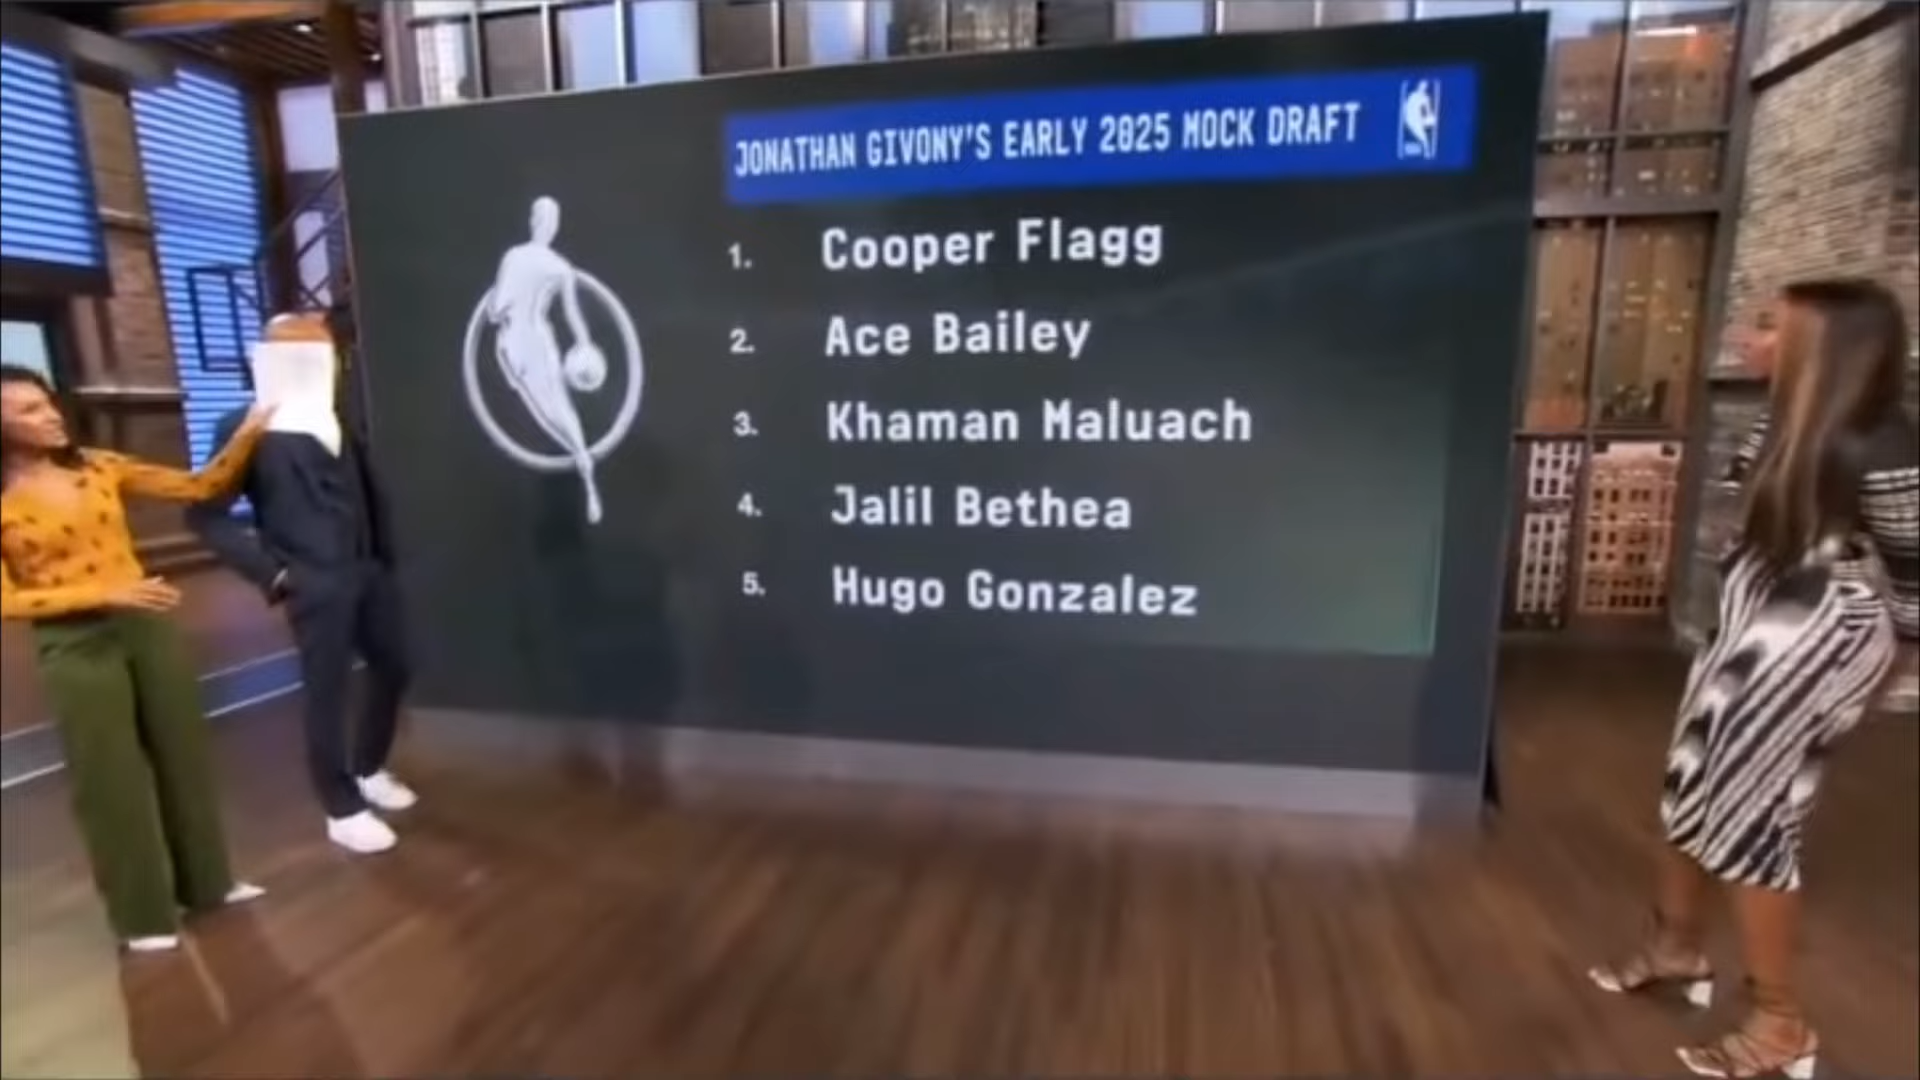 JONATHAN GIVONY'S EARLY 2025 MOCK DRAFT
1. Cooper Flagg
2. Ace Bailey
3. Khaman Maluach
4. Jalil Bethea
5. Hugo Gonzalez